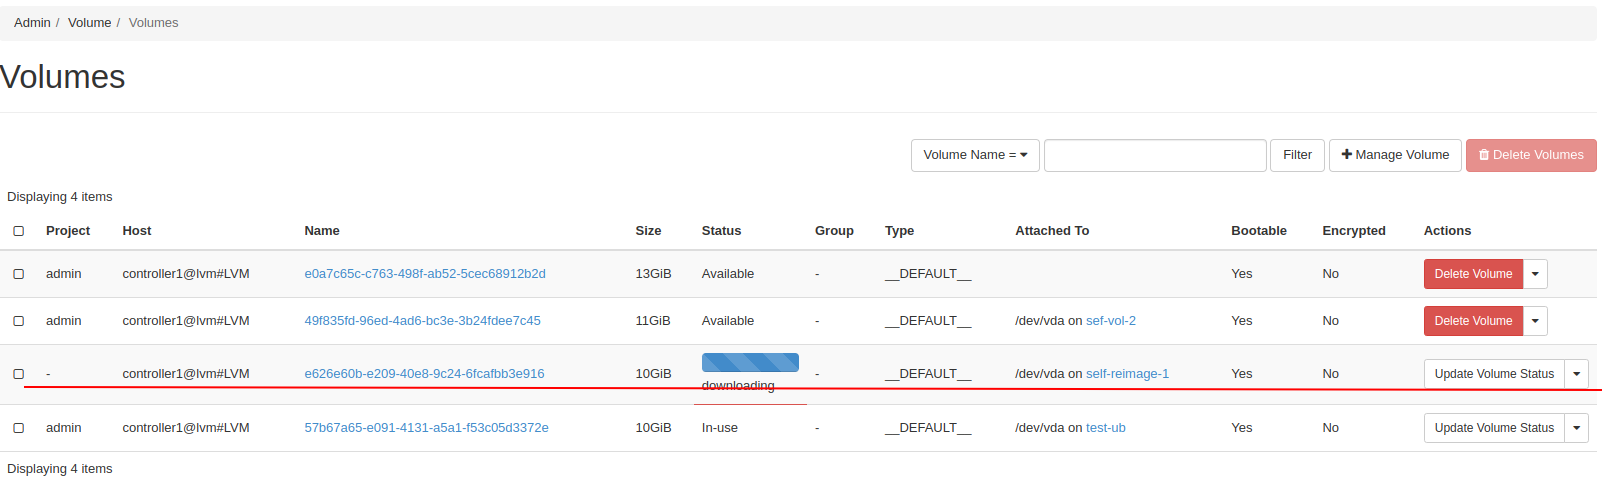 Admin / Volume / Volumes
Volumes
Volume Name = Filter Manage Volume Delete Volumes
Displaying 4 items
Project Host Name Size Status Group Type Attached To Bootable Encrypted Actions
admin controller1@lvm#LVM e0a7c65c-c763-498f-ab52-5cec68912b2d 13GiB Available - __DEFAULT__ Yes No Delete Volume
admin controller1@lvm#LVM 49f835fd-96ed-4ad6-bc3e-3b24fdee7c45 11GiB Available - __DEFAULT__ /dev/vda on sef-vol-2 Yes No Delete Volume
- controller1@lvm#LVM e626e60b-e209-40e8-9c24-6fcafbb3e916 10GiB downloading - __DEFAULT__ /dev/vda on self-reimage-1 Yes No Update Volume Status
admin controller1@lvm#LVM 57b67a65-e091-4131-a5a1-f53c05d3372e 10GiB In-use - __DEFAULT__ /dev/vda on test-ub Yes No Update Volume Status
Displaying 4 items